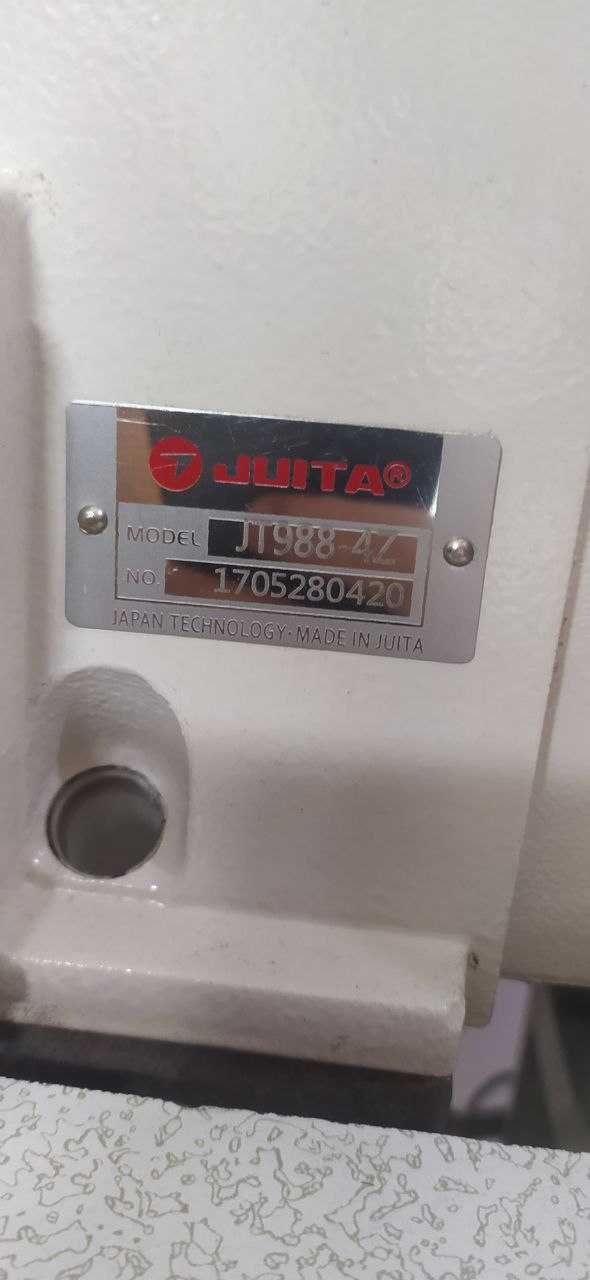 JUITA®
MODEL JT988-4Z
NO. 1705280420
JAPAN TECHNOLOGY·MADE IN JUITA